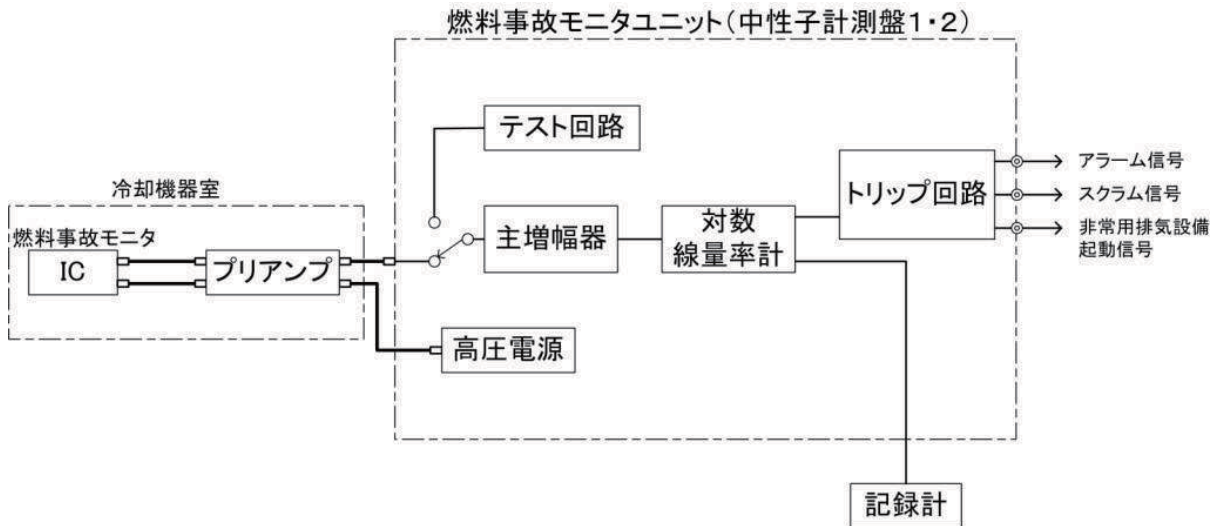 燃料事故モニタユニット(中性子計測盤1・2)
テスト回路
冷却機器室
燃料事故モニタ
IC
プリアンプ
主増幅器
対数
線量率計
トリップ回路
アラーム信号
スクラム信号
非常用排気設備
起動信号
高圧電源
記録計